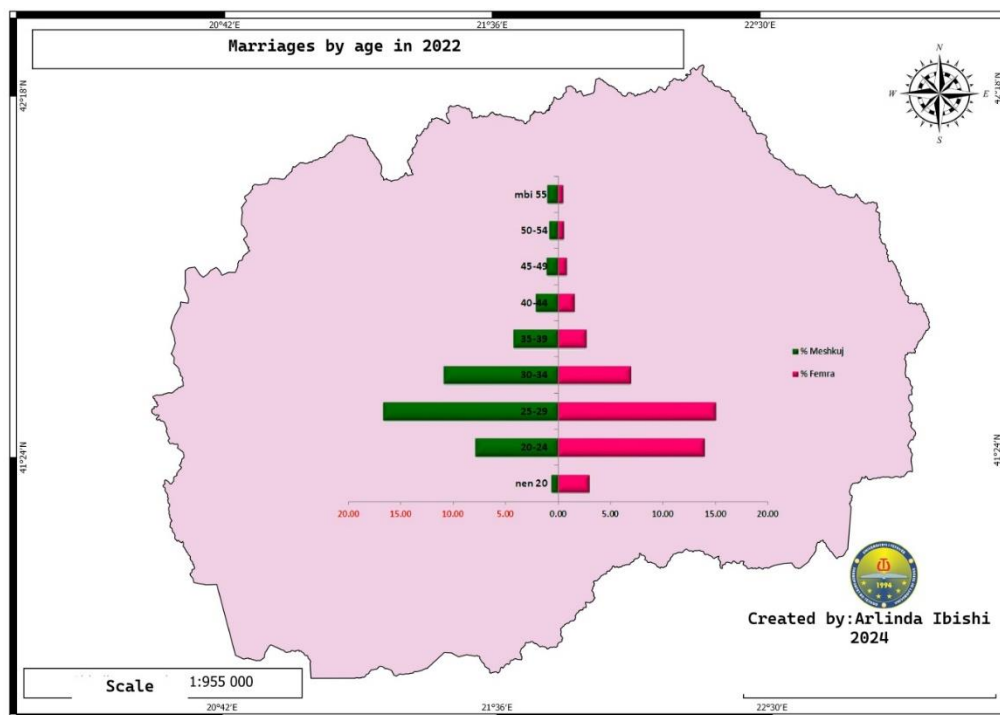 20°42'E 21°36'E 22°30'E
Marriages by age in 2022
42°18'N
N
W E
S
mbi 55
50-54
45-49
40-44
35-39
30-34
25-29
20-24
nen 20
% Meshkuj
% Femra
20.00 15.00 10.00 5.00 0.00 5.00 10.00 15.00 20.00
41°24'N 41°24'N
1994
Created by:Arlinda Ibishi
2024
Scale 1:955 000
20°42'E 21°36'E 22°30'E